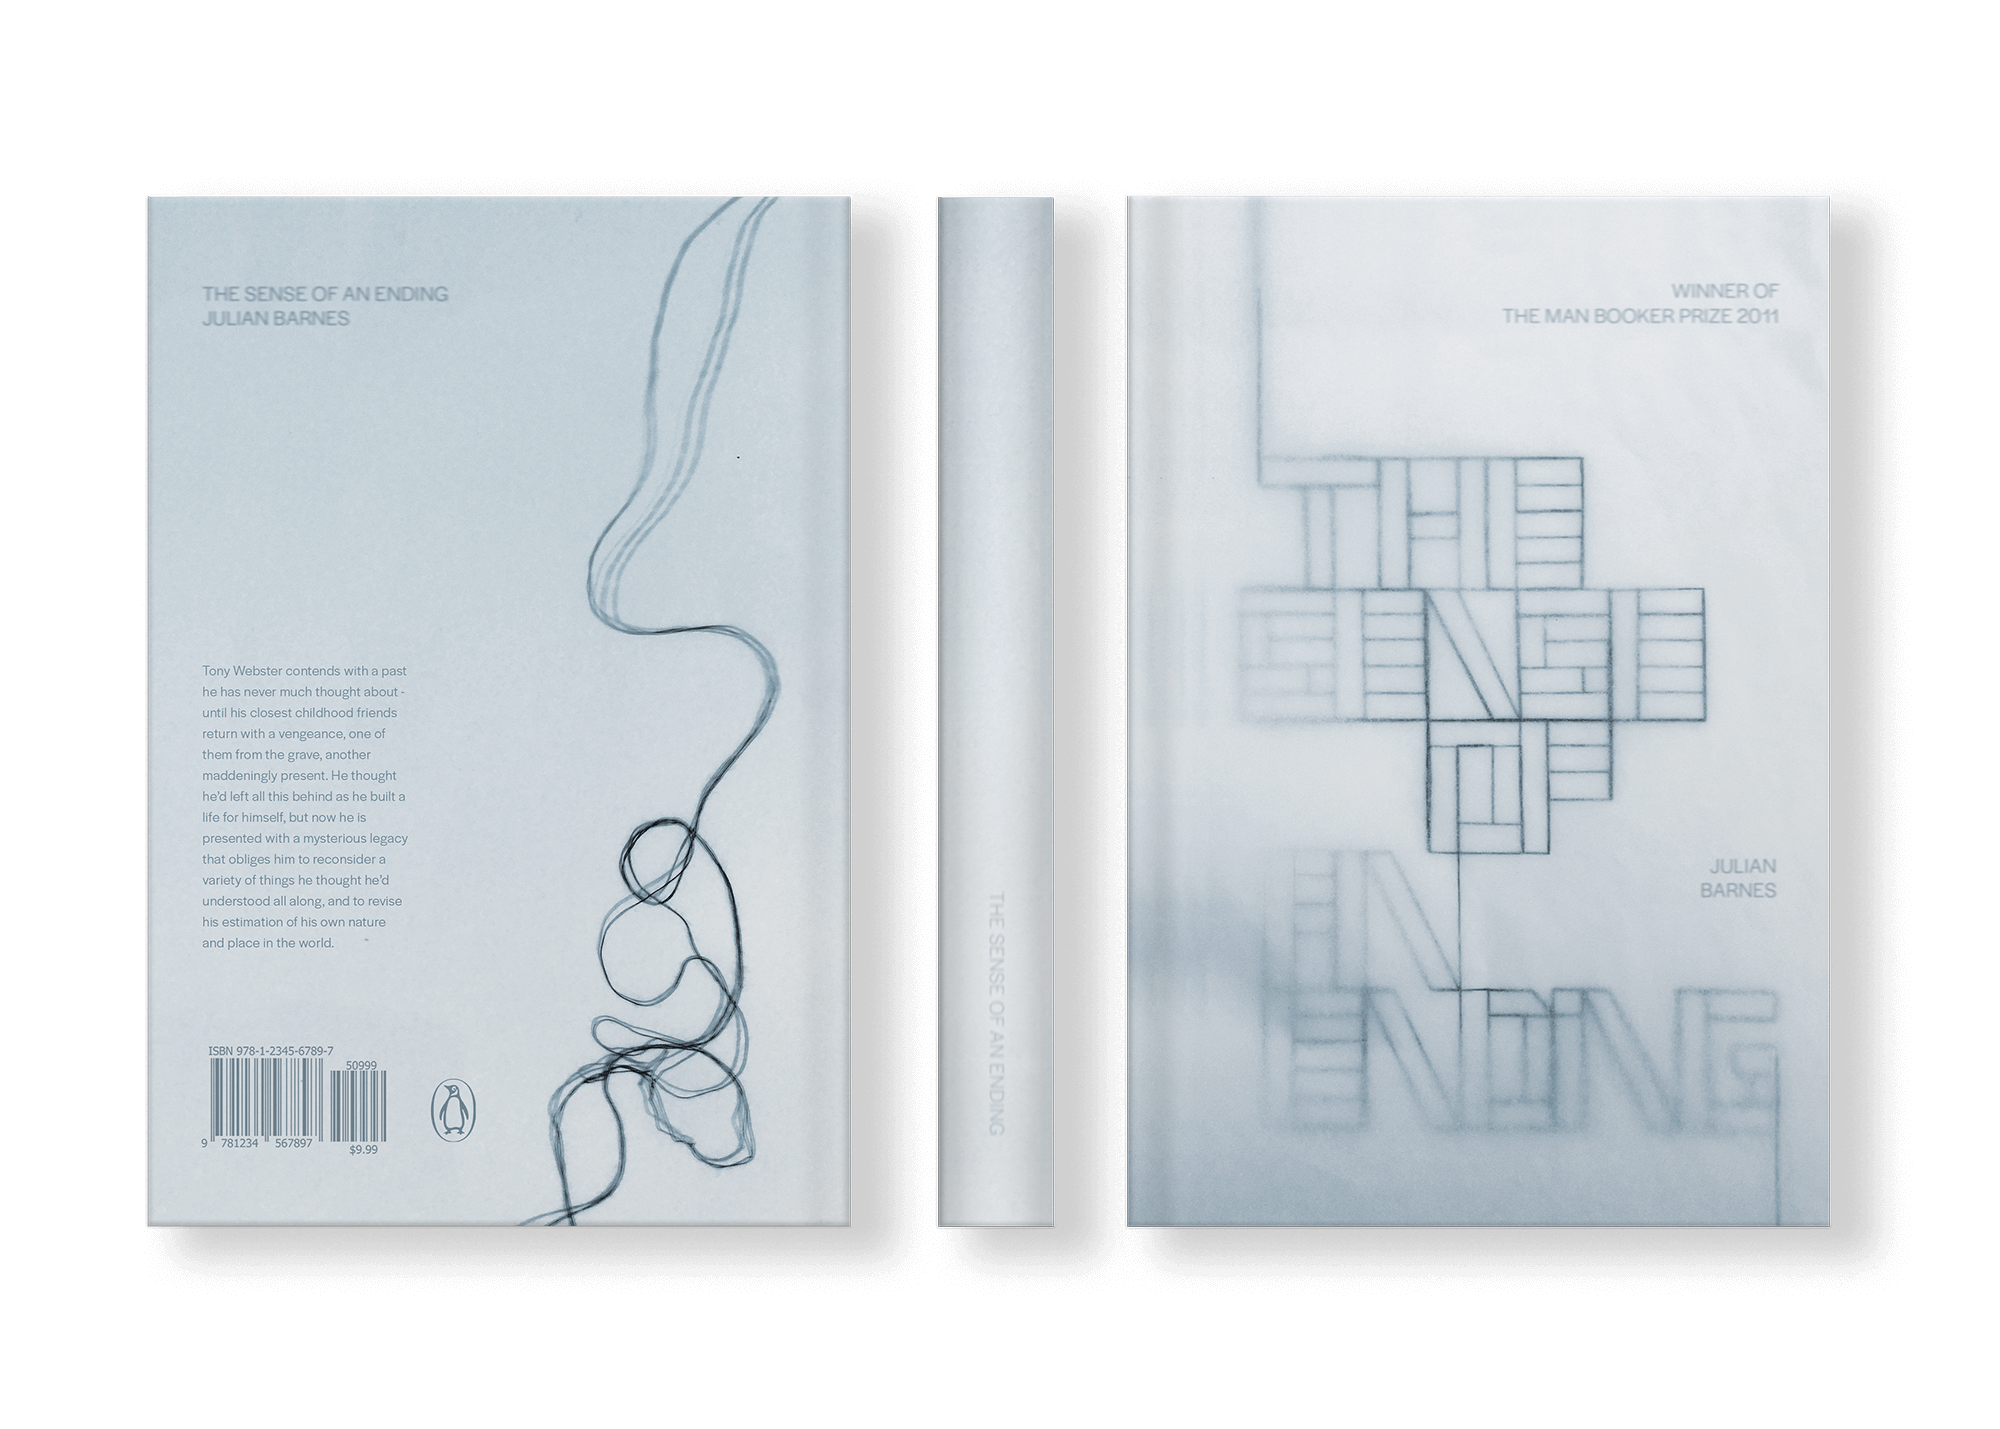 THE SENSE OF AN ENDING
JULIAN BARNES
Tony Webster contends with a past
he has never much thought about -
until his closest childhood friends
return with a vengeance, one of
them from the grave, another
maddeningly present. He thought
he'd left all this behind as he built a
life for himself, but now he is
presented with a mysterious legacy
that obliges him to reconsider a
variety of things he thought he'd
understood all along, and to revise
his estimation of his own nature
and place in the world.
ISBN 978-1-2345-6789-7
50999
9 781234 567897
$9.99
THE SENSE OF AN ENDING
WINNER OF
THE MAN BOOKER PRIZE 2011
THE
SENSE
OF
AN
ENDING
JULIAN
BARNES